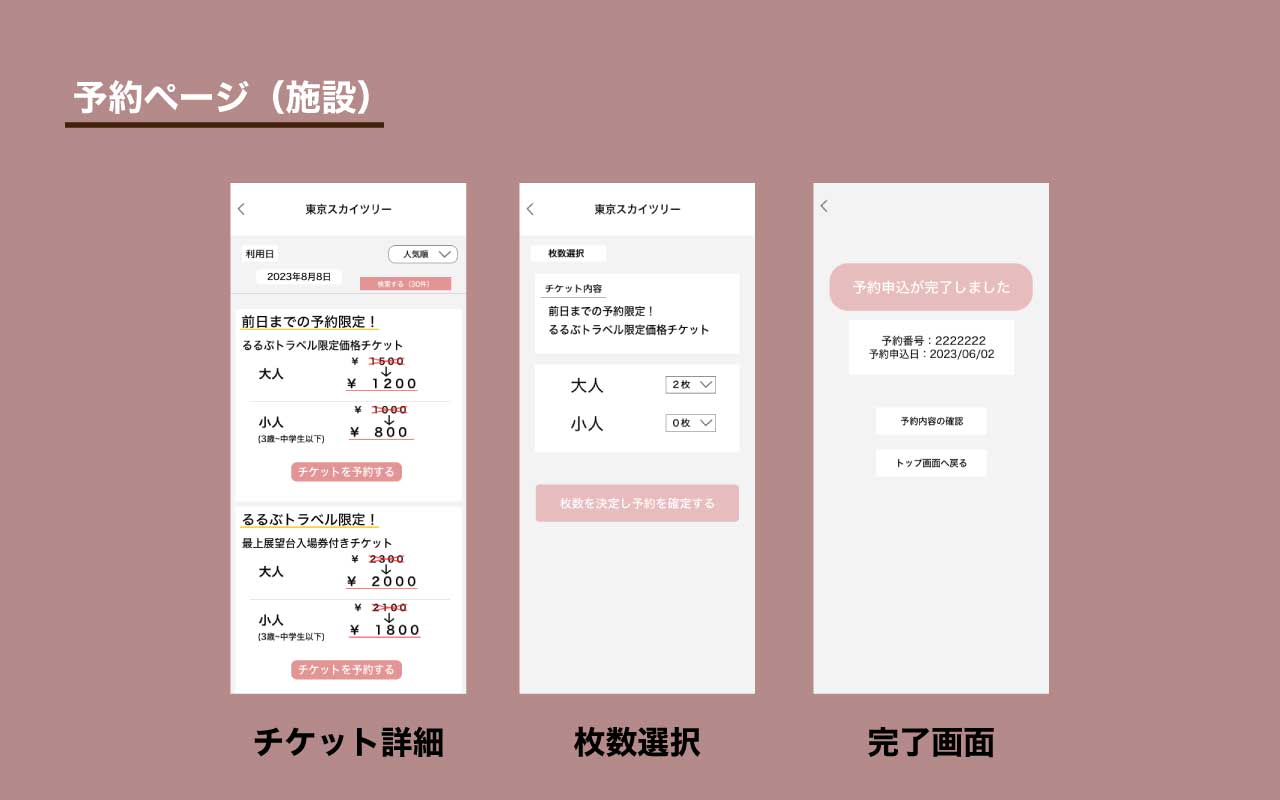 予約ページ（施設）
東京スカイツリー
利用日
人気順
2023年8月8日
検索する（30件）
前日までの予約限定！
るるぶトラベル限定価格チケット
大人
¥ 1500
↓
¥ 1200
小人
(3歳~中学生以下)
¥ 1000
↓
¥ 800
チケットを予約する
るるぶトラベル限定！
最上展望台入場券付きチケット
大人
¥ 2300
↓
¥ 2000
小人
(3歳~中学生以下)
¥ 2100
↓
¥ 1800
チケットを予約する
チケット詳細
東京スカイツリー
枚数選択
チケット内容
前日までの予約限定！
るるぶトラベル限定価格チケット
大人
2枚
小人
0枚
枚数を決定し予約を確定する
枚数選択
予約申込が完了しました
予約番号：2222222
予約申込日：2023/06/02
予約内容の確認
トップ画面へ戻る
完了画面